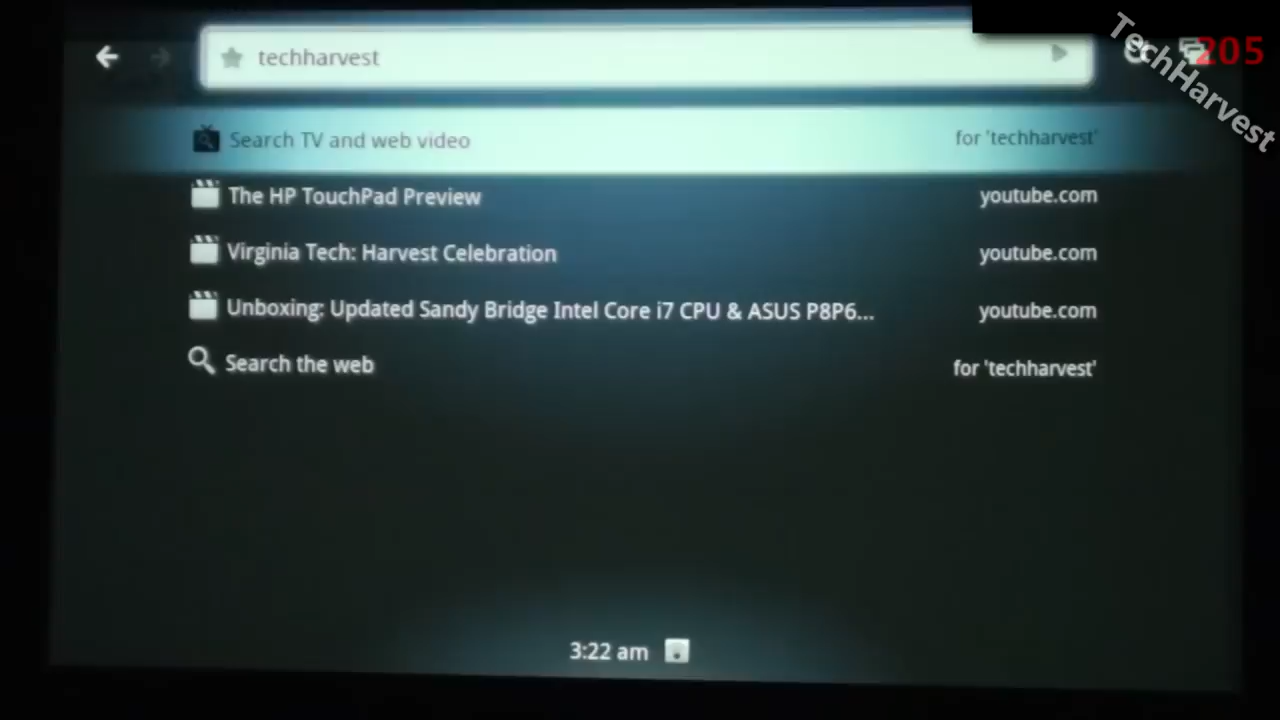 techharvest
205
TechHarvest
Search TV and web video for 'techharvest'
The HP TouchPad Preview youtube.com
Virginia Tech: Harvest Celebration youtube.com
Unboxing: Updated Sandy Bridge Intel Core i7 CPU & ASUS P8P6... youtube.com
Search the web for 'techharvest'
3:22 am